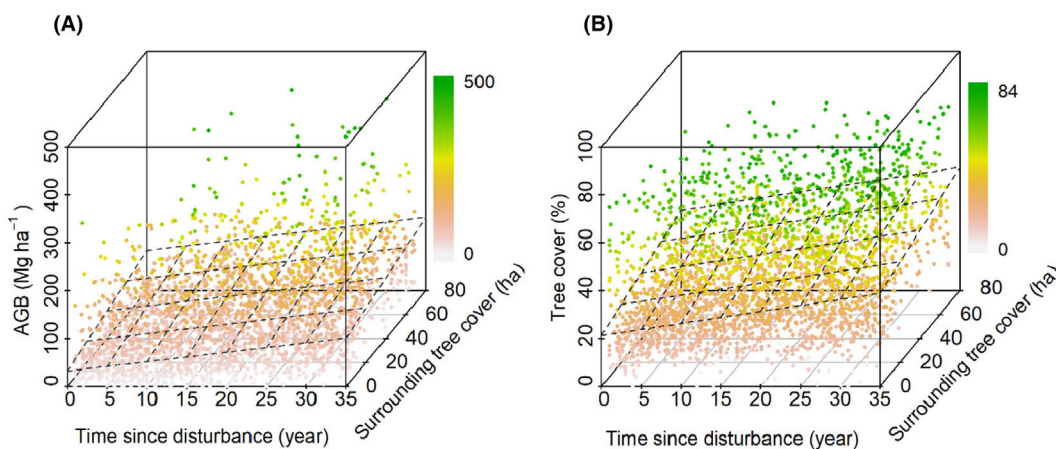 (A)
500
0
500
400
300
200
100
0
AGB (Mg ha⁻¹)
0 5 10 15 20 25 30 35
Time since disturbance (year)
0 20 40 60 80
Surrounding tree cover (ha)
(B)
84
0
100
80
60
40
20
0
Tree cover (%)
0 5 10 15 20 25 30 35
Time since disturbance (year)
0 20 40 60 80
Surrounding tree cover (ha)